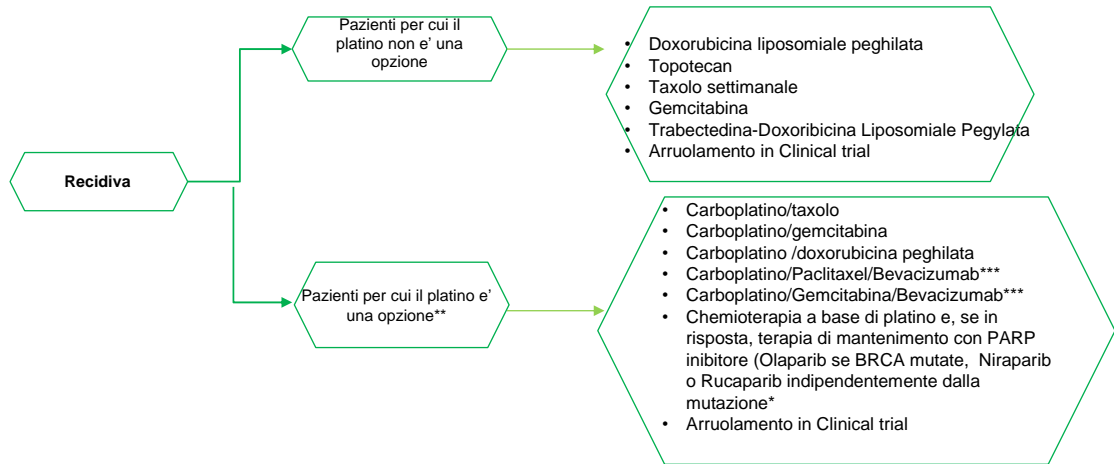 Pazienti per cui il
platino non e' una
opzione
• Doxorubicina liposomiale peghilata
• Topotecan
• Taxolo settimanale
• Gemcitabina
• Trabectedina-Doxoribicina Liposomiale Pegylata
• Arruolamento in Clinical trial
Recidiva
Pazienti per cui il platino e'
una opzione**
• Carboplatino/taxolo
• Carboplatino/gemcitabina
• Carboplatino /doxorubicina peghilata
• Carboplatino/Paclitaxel/Bevacizumab***
• Carboplatino/Gemcitabina/Bevacizumab***
• Chemioterapia a base di platino e, se in
risposta, terapia di mantenimento con PARP
inibitore (Olaparib se BRCA mutate, Niraparib
o Rucaparib indipendentemente dalla
mutazione*
• Arruolamento in Clinical trial